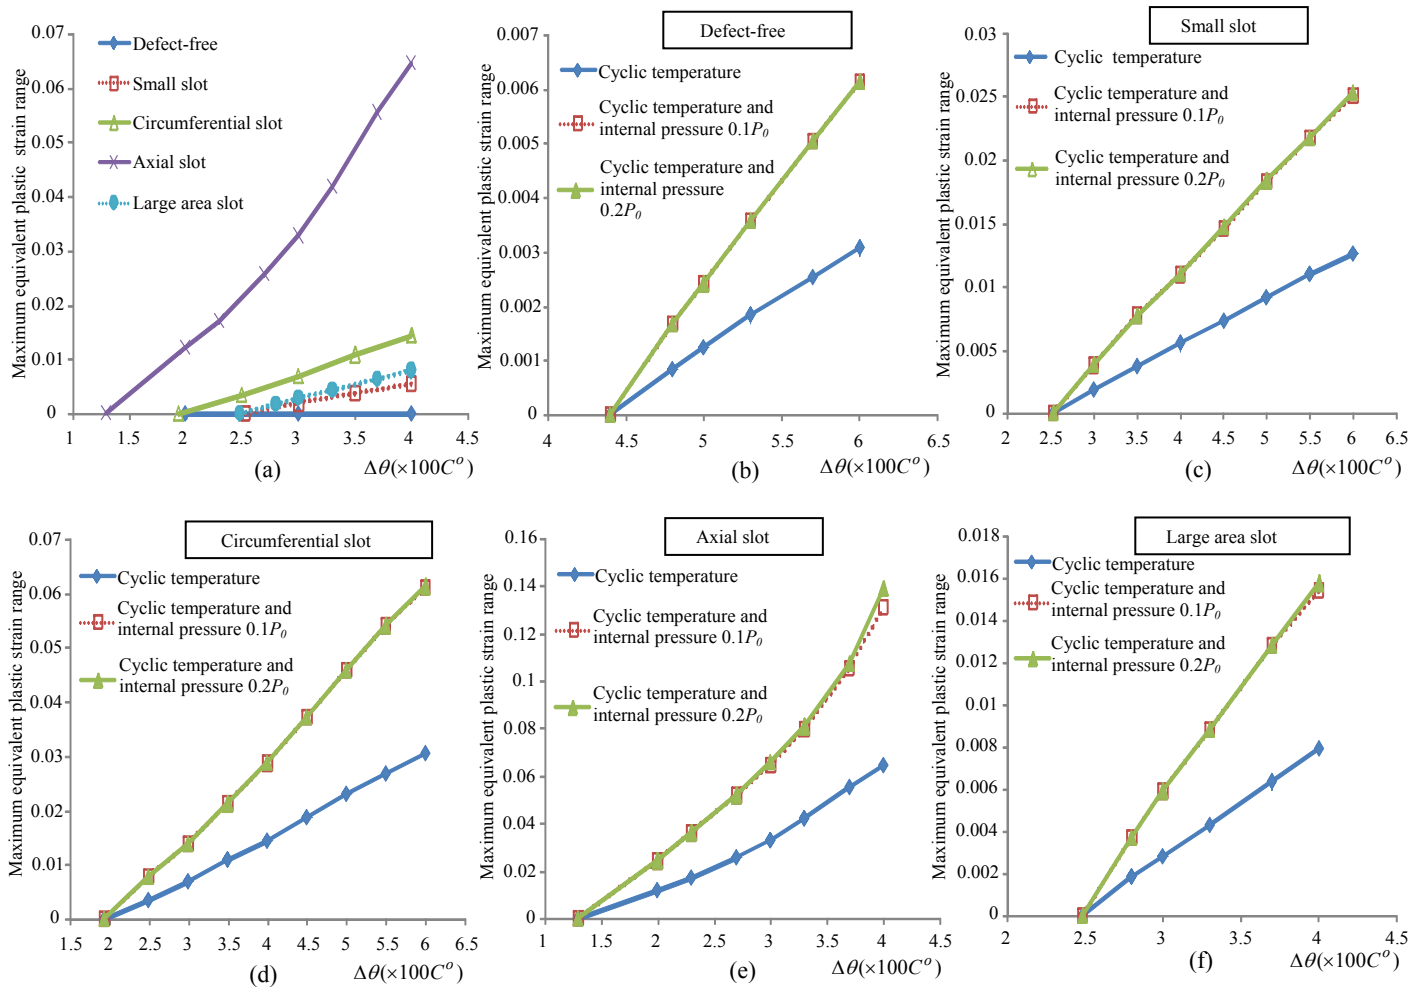 0.07
0.06
0.05
0.04
0.03
0.02
0.01
0
Maximum equivalent plastic strain range
Defect-free
Small slot
Circumferential slot
Axial slot
Large area slot
1 1.5 2 2.5 3 3.5 4 4.5
(a)
Δθ(×100C°)
Defect-free
0.007
0.006
0.005
0.004
0.003
0.002
0.001
0
Maximum equivalent plastic strain range
Cyclic temperature
Cyclic temperature and
internal pressure 0.1P₀
Cyclic temperature and
internal pressure
0.2P₀
4 4.5 5 5.5 6 6.5
(b)
Δθ(×100C°)
Small slot
0.03
0.025
0.02
0.015
0.01
0.005
0
Maximum equivalent plastic strain range
Cyclic temperature
Cyclic temperature and
internal pressure 0.1P₀
Cyclic temperature and
internal pressure 0.2P₀
2 2.5 3 3.5 4 4.5 5 5.5 6 6.5
(c)
Δθ(×100C°)
Circumferential slot
0.07
0.06
0.05
0.04
0.03
0.02
0.01
0
Maximum equivalent plastic strain range
Cyclic temperature
Cyclic temperature and
internal pressure 0.1P₀
Cyclic temperature and
internal pressure 0.2P₀
1.5 2 2.5 3 3.5 4 4.5 5 5.5 6 6.5
(d)
Δθ(×100C°)
Axial slot
0.16
0.14
0.12
0.1
0.08
0.06
0.04
0.02
0
Maximum equivalent plastic strain range
Cyclic temperature
Cyclic temperature and
internal pressure 0.1P₀
Cyclic temperature and
internal pressure 0.2P₀
1 1.5 2 2.5 3 3.5 4 4.5
(e)
Δθ(×100C°)
Large area slot
0.018
0.016
0.014
0.012
0.01
0.008
0.006
0.004
0.002
0
Maximum equivalent plastic strain range
Cyclic temperature
Cyclic temperature and
internal pressure 0.1P₀
Cyclic temperature and
internal pressure 0.2P₀
2 2.5 3 3.5 4 4.5
(f)
Δθ(×100C°)